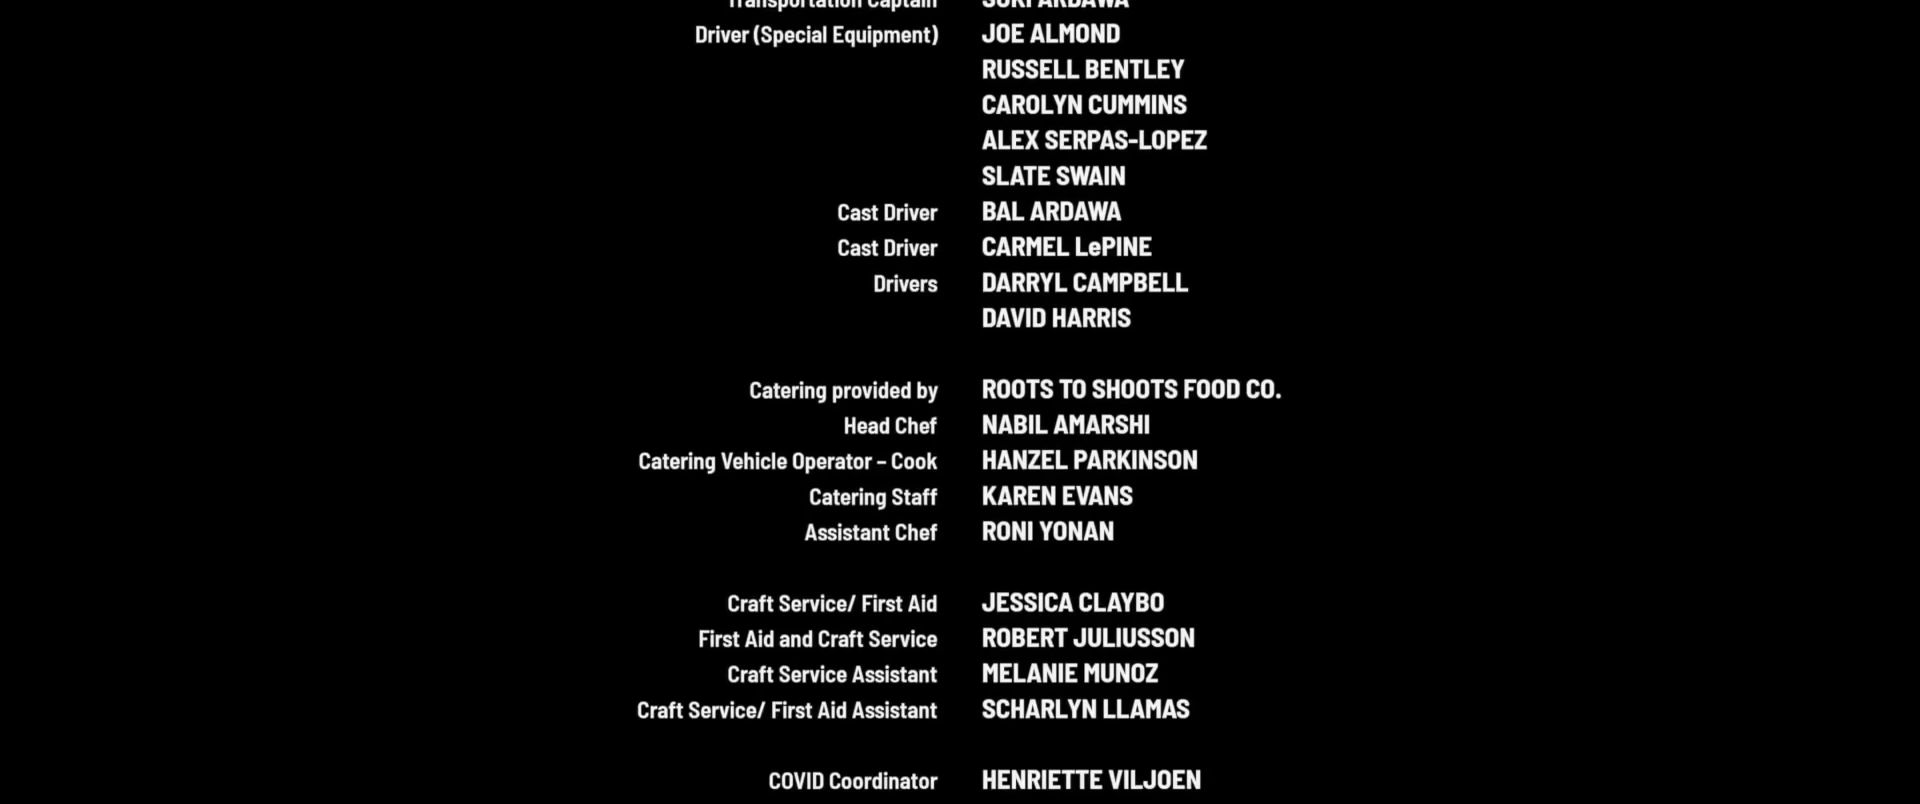 Transportation Captain SUKI ARDAWA
Driver (Special Equipment) JOE ALMOND
RUSSELL BENTLEY
CAROLYN CUMMINS
ALEX SERPAS-LOPEZ
SLATE SWAIN
Cast Driver BAL ARDAWA
Cast Driver CARMEL LePINE
Drivers DARRYL CAMPBELL
DAVID HARRIS
Catering provided by ROOTS TO SHOOTS FOOD CO.
Head Chef NABIL AMARSHI
Catering Vehicle Operator – Cook HANZEL PARKINSON
Catering Staff KAREN EVANS
Assistant Chef RONI YONAN
Craft Service/ First Aid JESSICA CLAYBO
First Aid and Craft Service ROBERT JULIUSSON
Craft Service Assistant MELANIE MUNOZ
Craft Service/ First Aid Assistant SCHARLYN LLAMAS
COVID Coordinator HENRIETTE VILJOEN